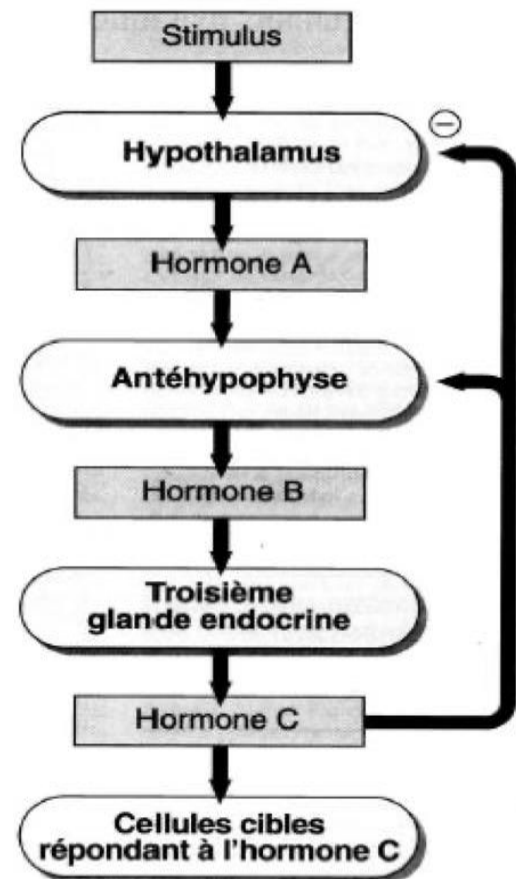 Stimulus
Hypothalamus
−
Hormone A
Antéhypophyse
Hormone B
Troisième
glande endocrine
Hormone C
Cellules cibles
répondant à l'hormone C